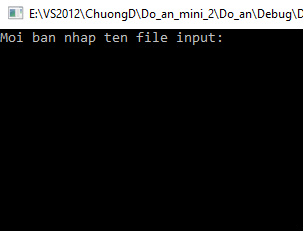 E:\VS2012\ChuongD\Do_an_mini_2\Do_an\Debug\D
Moi ban nhap ten file input: